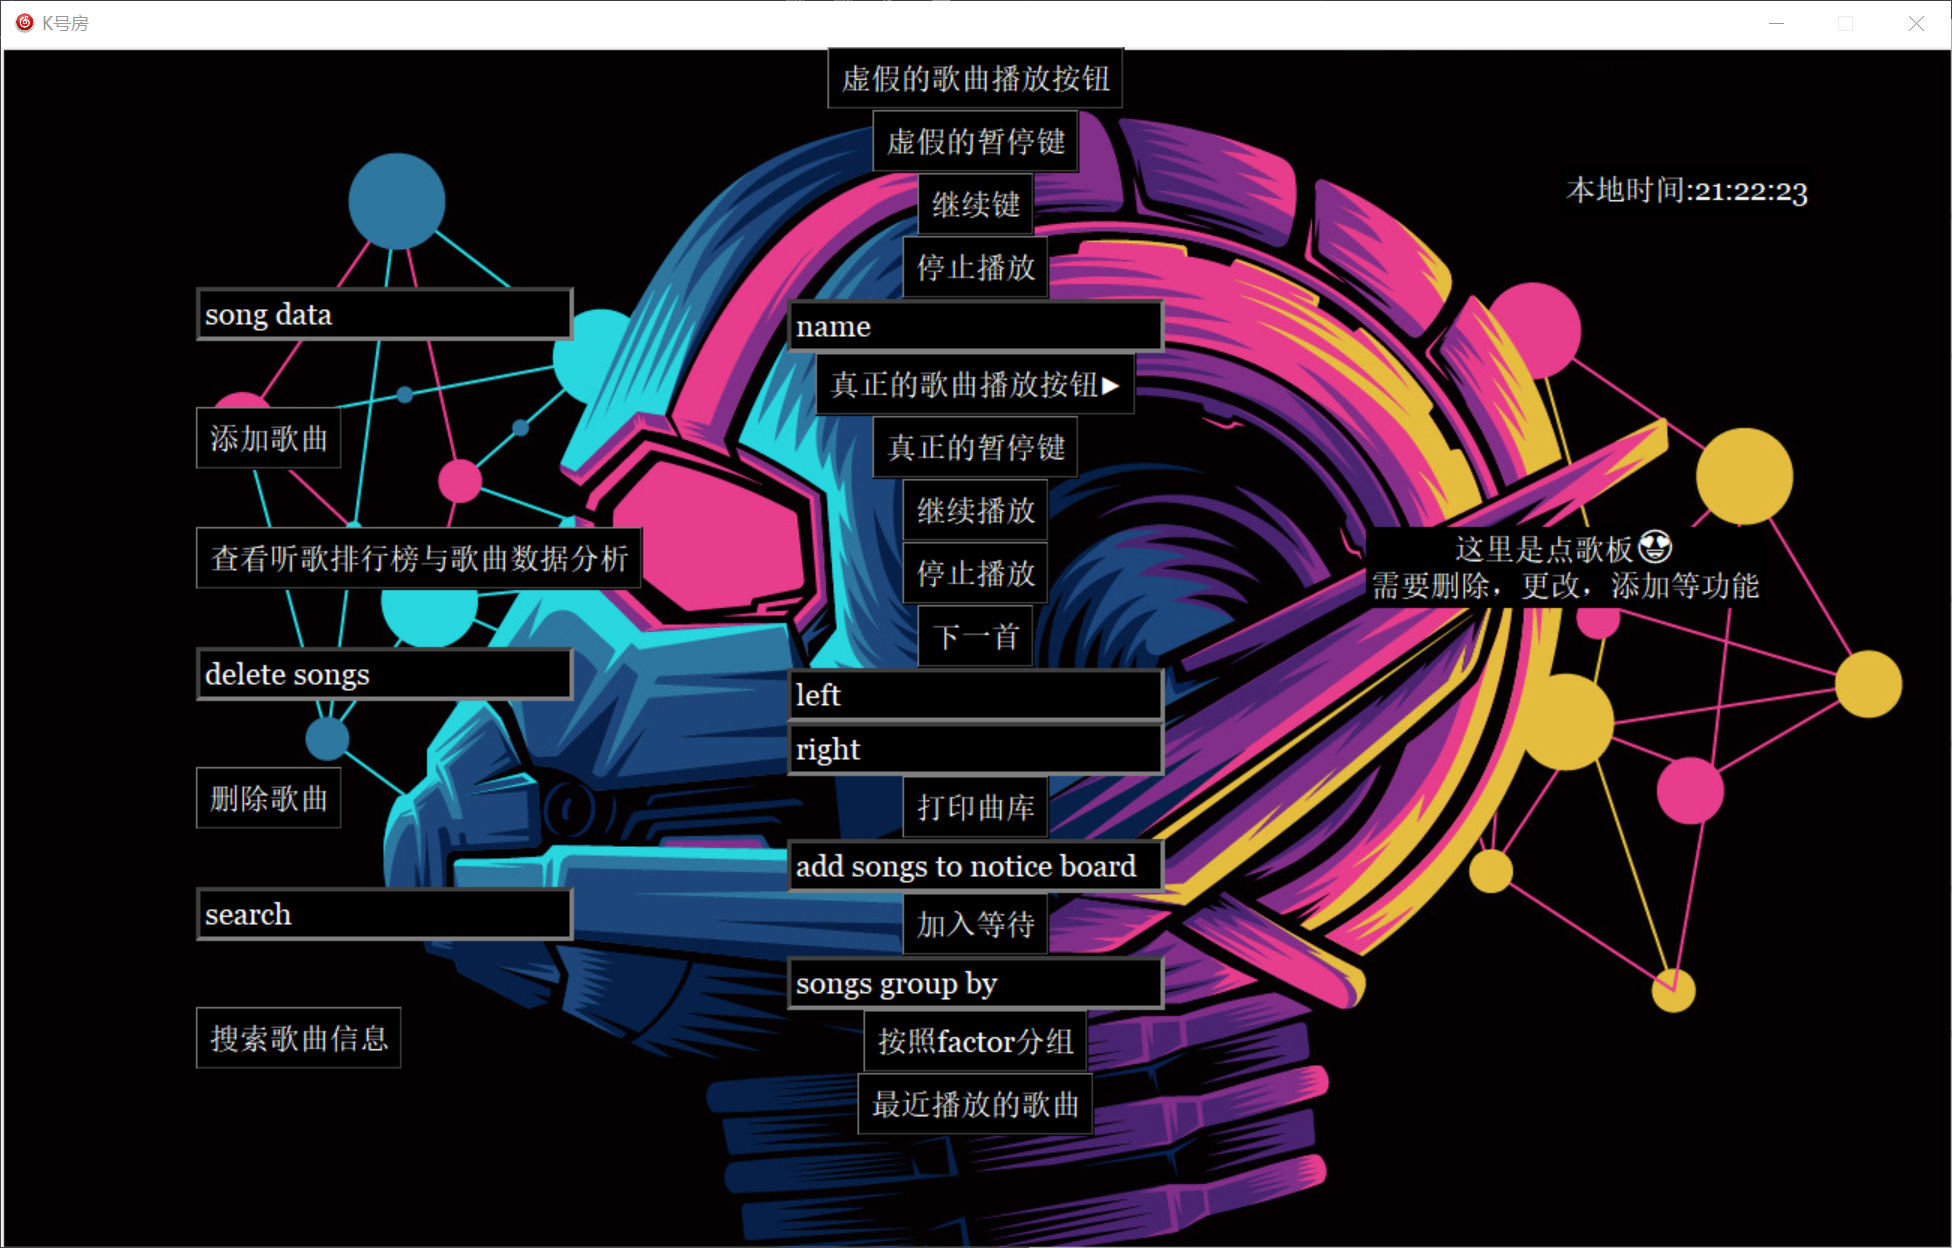 K号房
虚假的歌曲播放按钮
虚假的暂停键
继续键
停止播放
name
真正的歌曲播放按钮▶
真正的暂停键
继续播放
停止播放
下一首
left
right
打印曲库
add songs to notice board
加入等待
songs group by
按照factor分组
最近播放的歌曲
song data
添加歌曲
查看听歌排行榜与歌曲数据分析
delete songs
删除歌曲
search
搜索歌曲信息
本地时间:21:22:23
这里是点歌板😍
需要删除，更改，添加等功能